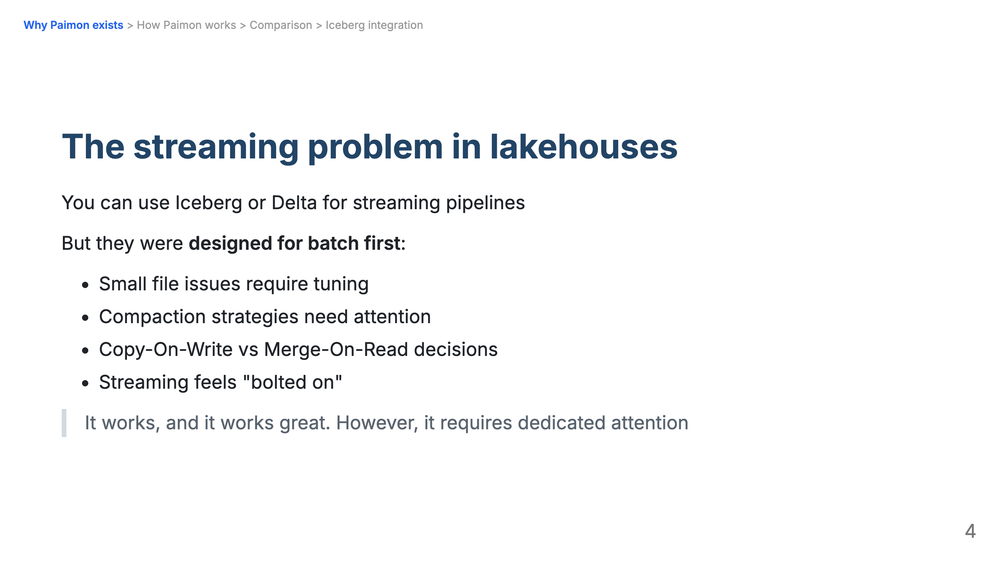 Why Paimon exists > How Paimon works > Comparison > Iceberg integration
The streaming problem in lakehouses
You can use Iceberg or Delta for streaming pipelines
But they were designed for batch first:
• Small file issues require tuning
• Compaction strategies need attention
• Copy-On-Write vs Merge-On-Read decisions
• Streaming feels "bolted on"
It works, and it works great. However, it requires dedicated attention
4